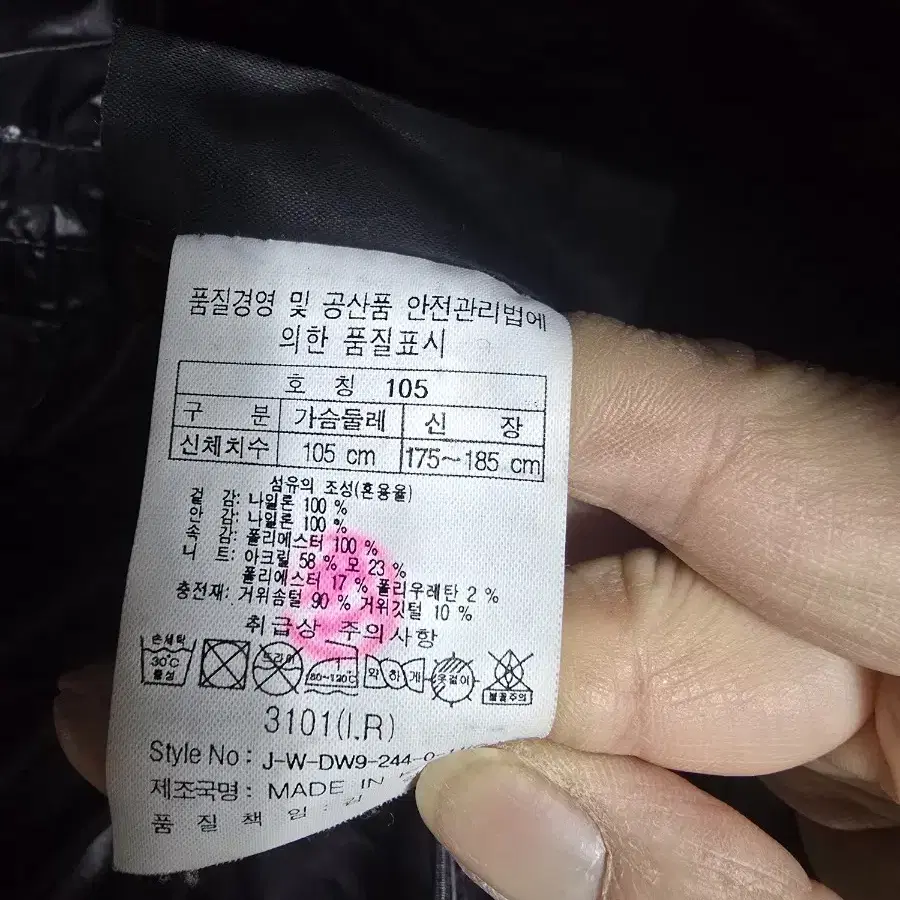 품질경영 및 공산품 안전관리법에
의한 품질표시
호 칭 105
구 분 가슴둘레 신 장
신체치수 105 cm 175~185 cm
섬유의 조성(혼용율)
겉 감: 나일론 100 %
안 감: 나일론 100 %
속 감: 폴리에스터 100 %
니 트: 아크릴 58 % 모 23 %
폴리에스터 17 % 폴리우레탄 2 %
충전재: 거위솜털 90 % 거위깃털 10 %
취급상 주의사항
손세탁 30℃ 중성 드라이 80~120℃ 약하게 옷걸이 불꽃주의
3101(I.R)
Style No: J-W-DW9-244-0
제조국명: MADE IN
품 질 책 임 :